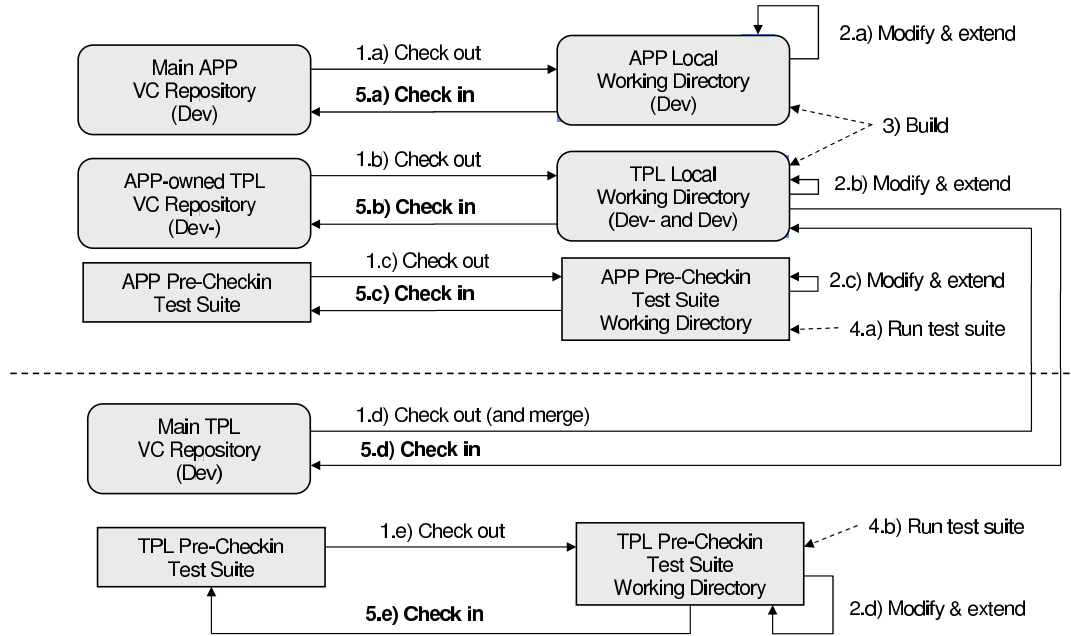 Main APP
VC Repository
(Dev)
1.a) Check out
5.a) Check in
APP Local
Working Directory
(Dev)
2.a) Modify & extend
3) Build
APP-owned TPL
VC Repository
(Dev-)
1.b) Check out
5.b) Check in
TPL Local
Working Directory
(Dev- and Dev)
2.b) Modify & extend
APP Pre-Checkin
Test Suite
1.c) Check out
5.c) Check in
APP Pre-Checkin
Test Suite
Working Directory
2.c) Modify & extend
4.a) Run test suite
Main TPL
VC Repository
(Dev)
1.d) Check out (and merge)
5.d) Check in
TPL Pre-Checkin
Test Suite
1.e) Check out
5.e) Check in
TPL Pre-Checkin
Test Suite
Working Directory
4.b) Run test suite
2.d) Modify & extend